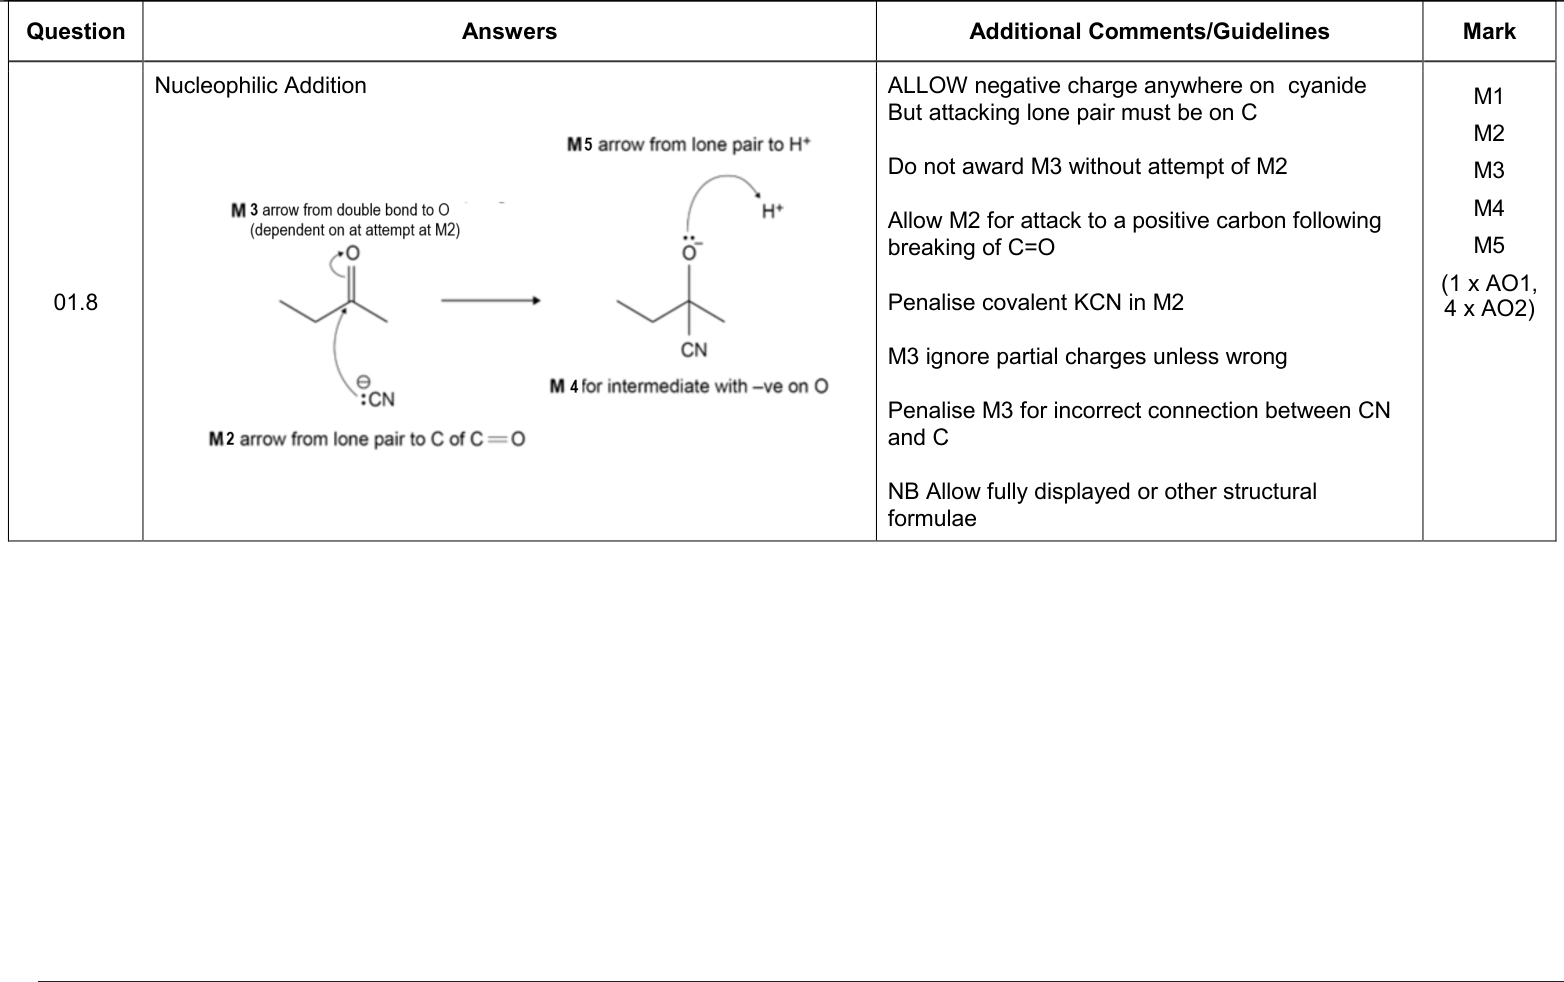 Question Answers Additional Comments/Guidelines Mark
01.8
Nucleophilic Addition
M5 arrow from lone pair to H⁺
M 3 arrow from double bond to O
(dependent on at attempt at M2)
O
⊖
:CN
M2 arrow from lone pair to C of C=O
H⁺
:O⁻
CN
M 4 for intermediate with –ve on O
ALLOW negative charge anywhere on cyanide
But attacking lone pair must be on C
Do not award M3 without attempt of M2
Allow M2 for attack to a positive carbon following
breaking of C=O
Penalise covalent KCN in M2
M3 ignore partial charges unless wrong
Penalise M3 for incorrect connection between CN
and C
NB Allow fully displayed or other structural
formulae
M1
M2
M3
M4
M5
(1 x AO1,
4 x AO2)